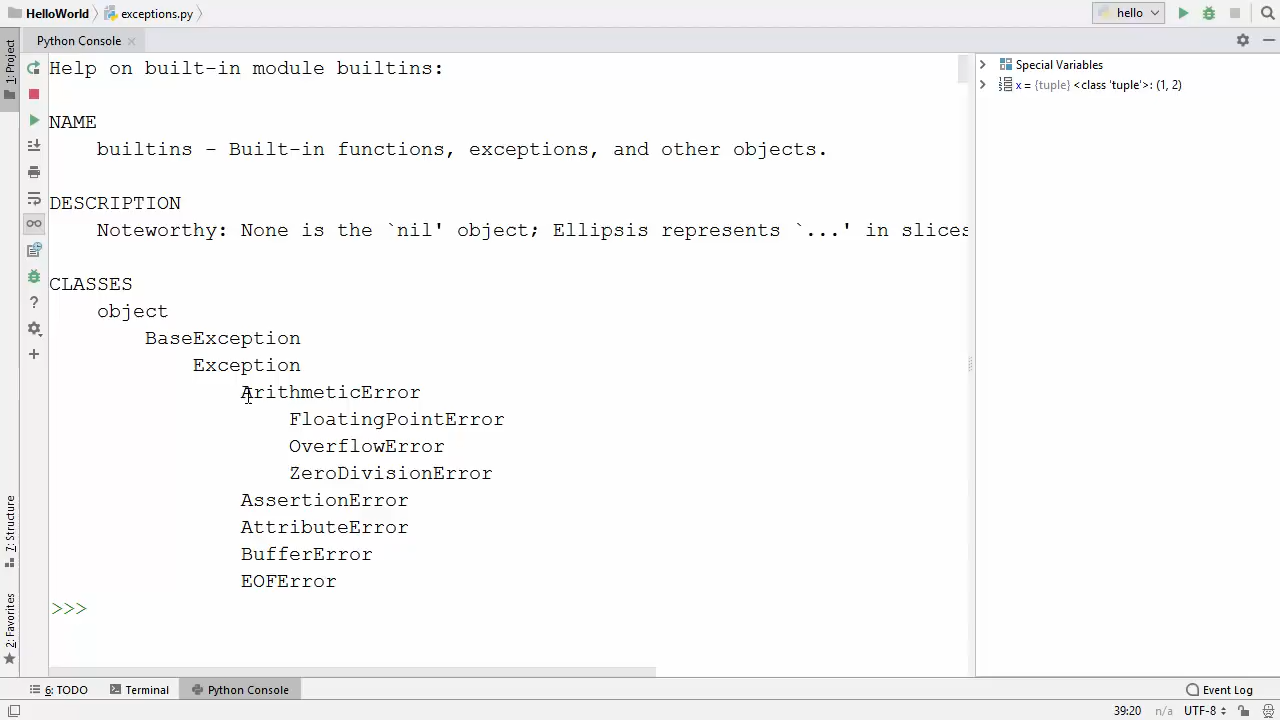 HelloWorld exceptions.py hello
1: Project
Python Console
Help on built-in module builtins:
NAME
builtins - Built-in functions, exceptions, and other objects.
DESCRIPTION
Noteworthy: None is the `nil' object; Ellipsis represents `...' in slices
CLASSES
object
BaseException
Exception
ArithmeticError
FloatingPointError
OverflowError
ZeroDivisionError
AssertionError
AttributeError
BufferError
EOFError
>>>
Special Variables
x = {tuple} <class 'tuple'>: (1, 2)
7: Structure
2: Favorites
6: TODO Terminal Python Console Event Log
39:20 n/a UTF-8